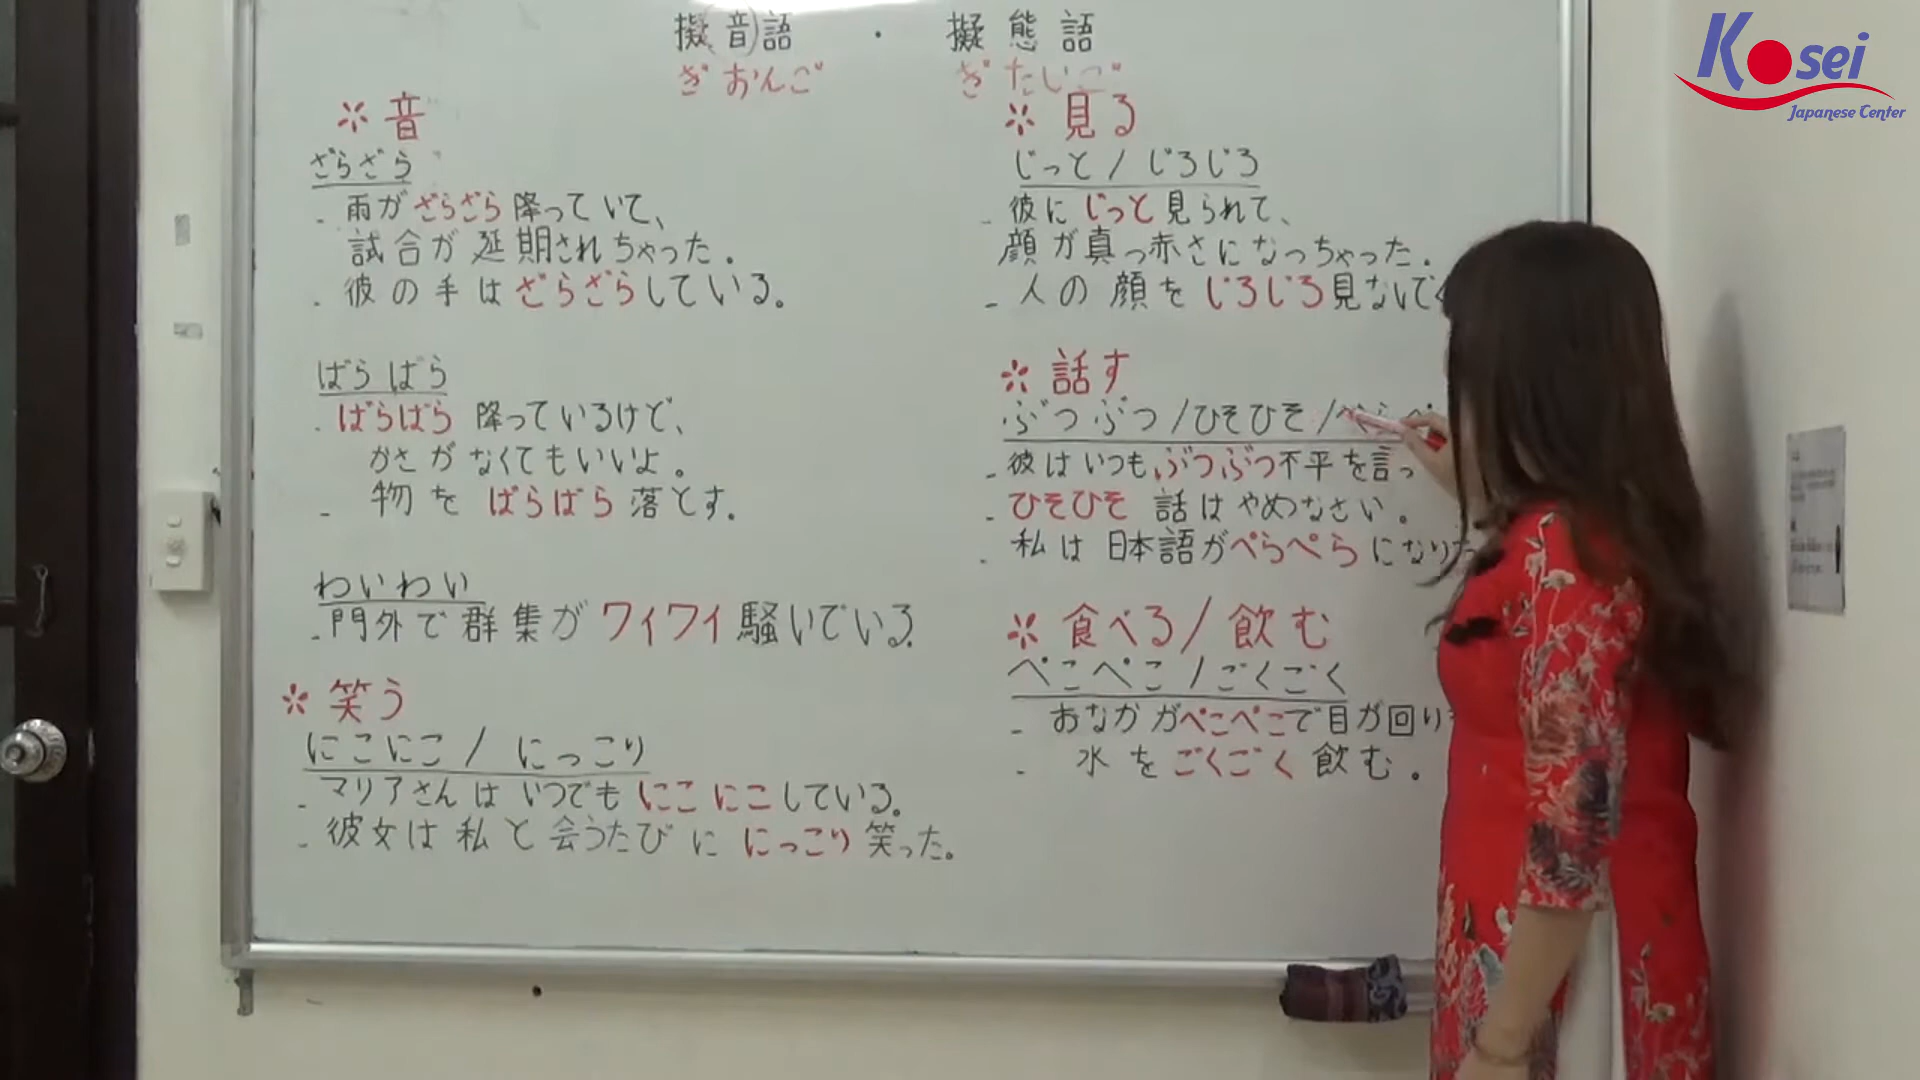 擬音語 ・ 擬態語
ぎおんご ぎたいご
＊音
ざらざら
- 雨がざらざら降っていて、
試合が延期されちゃった。
- 彼の手はざらざらしている。
ばらばら
- ばらばら降っているけど、
かさがなくてもいいよ。
- 物をばらばら落とす。
わいわい
- 門外で群集がワイワイ騒いでいる。
＊笑う
にこにこ / にっこり
- マリアさんはいつでもにこにこしている。
- 彼女は私と会うたびににっこり笑った。
＊見る
じっと / じろじろ
- 彼にじっと見られて、
顔が真っ赤さになっちゃった。
- 人の顔をじろじろ見ないで
＊話す
ぶつぶつ / ひそひそ / ぺらぺ
- 彼はいつもぶつぶつ不平を言っ
- ひそひそ話はやめなさい。
- 私は日本語がぺらぺらになりた
＊食べる / 飲む
ぺこぺこ / ごくごく
- おなかがぺこぺこで目が回り
- 水をごくごく飲む。
Kosei
Japanese Center